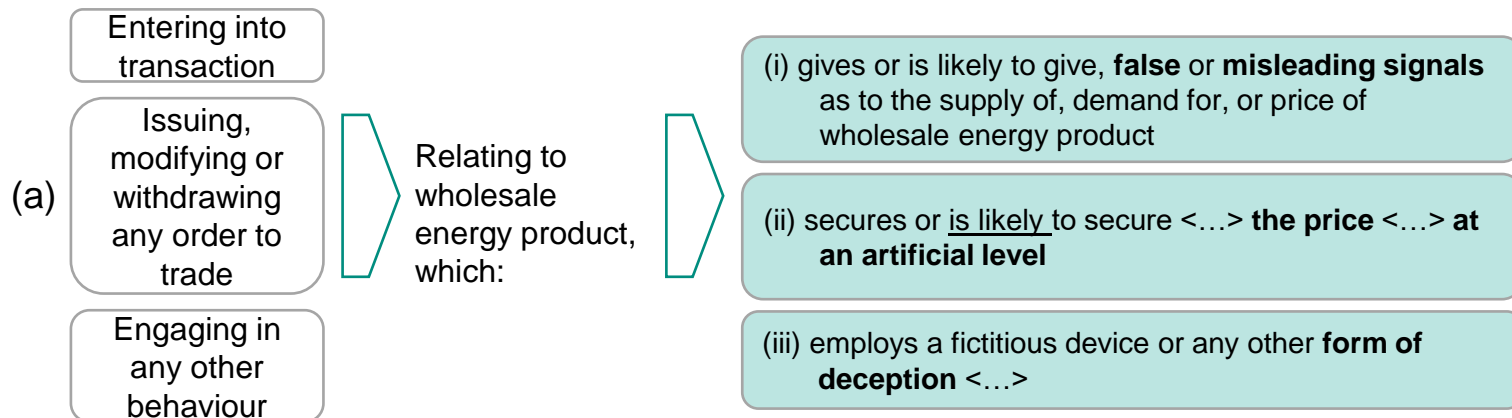 Entering into
transaction
(a)
Issuing,
modifying or
withdrawing
any order to
trade
Engaging in
any other
behaviour
Relating to
wholesale
energy product,
which:
(i) gives or is likely to give, false or misleading signals
as to the supply of, demand for, or price of
wholesale energy product
(ii) secures or is likely to secure <…> the price <…> at
an artificial level
(iii) employs a fictitious device or any other form of
deception <…>